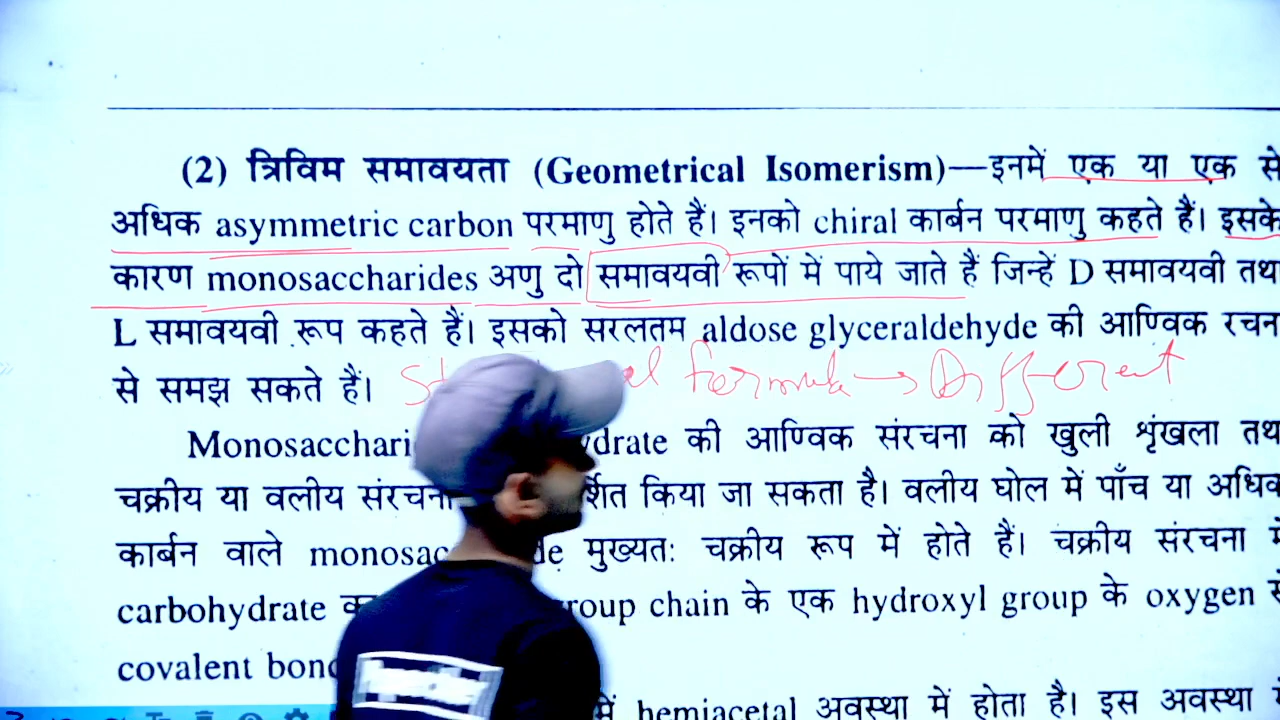 (2) त्रिविम समावयता (Geometrical Isomerism)—इनमें एक या एक से
अधिक asymmetric carbon परमाणु होते हैं। इनको chiral कार्बन परमाणु कहते हैं। इसके
कारण monosaccharides अणु दो समावयवी रूपों में पाये जाते हैं जिन्हें D समावयवी तथा
L समावयवी रूप कहते हैं। इसको सरलतम aldose glyceraldehyde की आण्विक रचन
से समझ सकते हैं।
formula → Different
Monosacchari ydrate की आण्विक संरचना को खुली शृंखला तथ
चक्रीय या वलीय संरचना र्शित किया जा सकता है। वलीय घोल में पाँच या अधिक
कार्बन वाले monosac de मुख्यतः चक्रीय रूप में होते हैं। चक्रीय संरचना मे
carbohydrate roup chain के एक hydroxyl group के oxygen से
covalent bon
में hemiacetal अवस्था में होता है। इस अवस्था मे